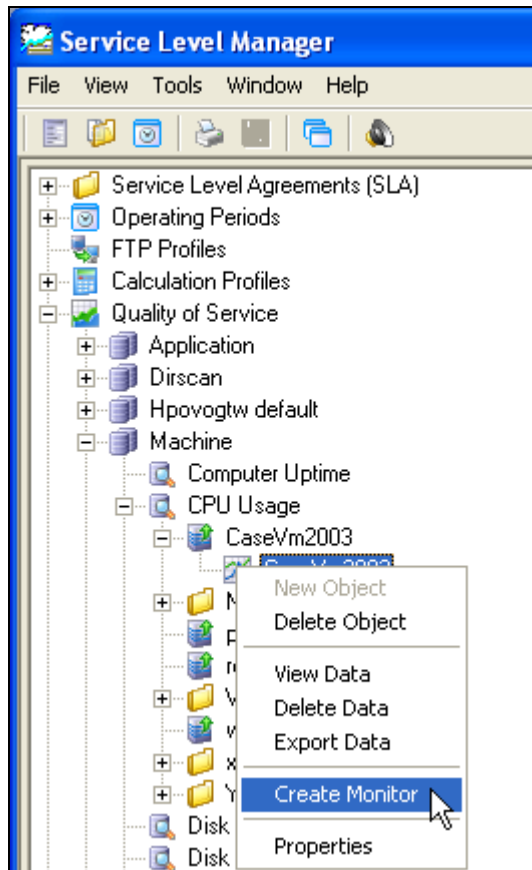 Service Level Manager
File View Tools Window Help
Service Level Agreements (SLA)
Operating Periods
FTP Profiles
Calculation Profiles
Quality of Service
Application
Dirscan
Hpovogtw default
Machine
Computer Uptime
CPU Usage
CaseVm2003
New Object
Delete Object
View Data
Delete Data
Export Data
Create Monitor
Properties
Disk
Disk